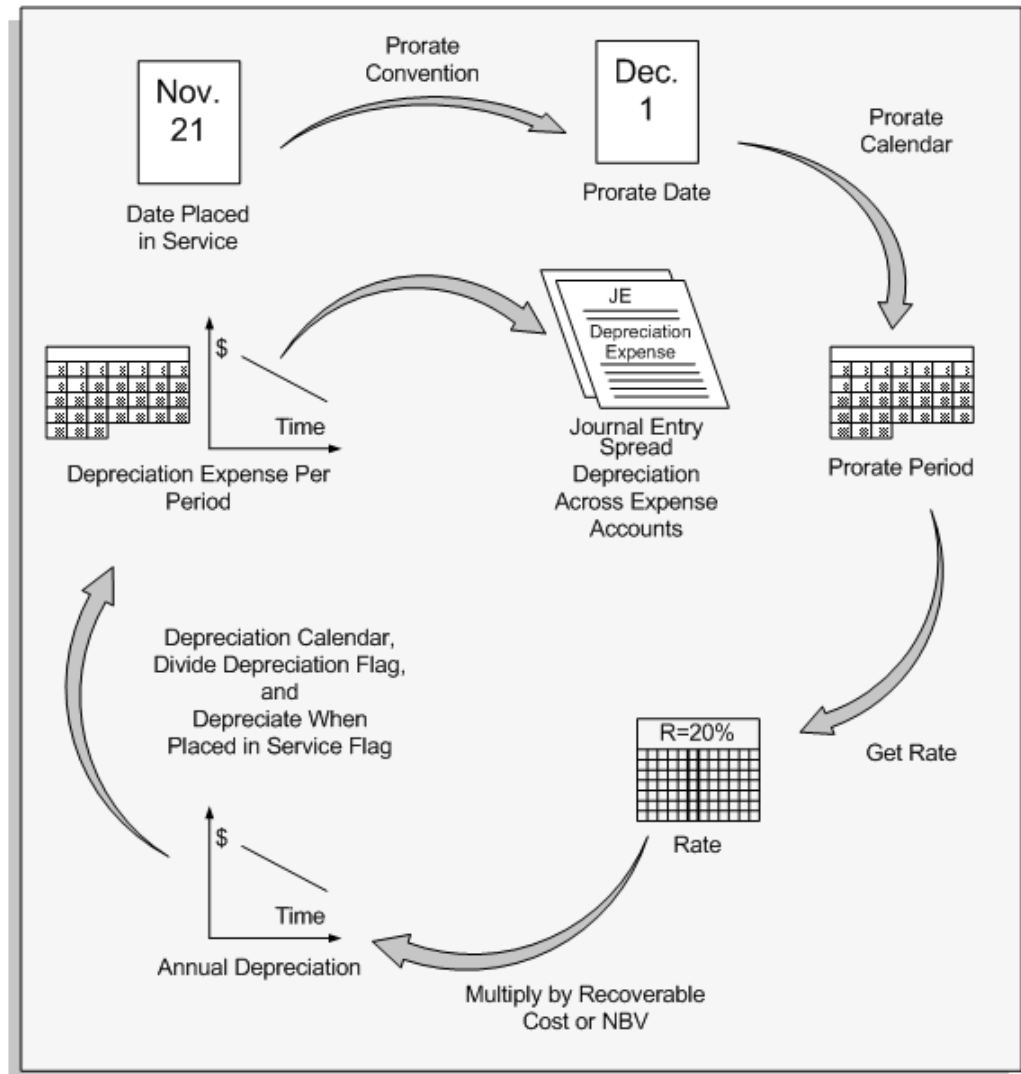 Prorate
Convention
Nov.
21
Dec.
1
Prorate
Calendar
Date Placed
in Service
Prorate Date
JE
Depreciation
Expense
$
Time
Depreciation Expense Per
Period
Journal Entry
Spread
Depreciation
Across Expense
Accounts
Prorate Period
Depreciation Calendar,
Divide Depreciation Flag,
and
Depreciate When
Placed in Service Flag
R=20%
Rate
Get Rate
$
Time
Annual Depreciation
Multiply by Recoverable
Cost or NBV